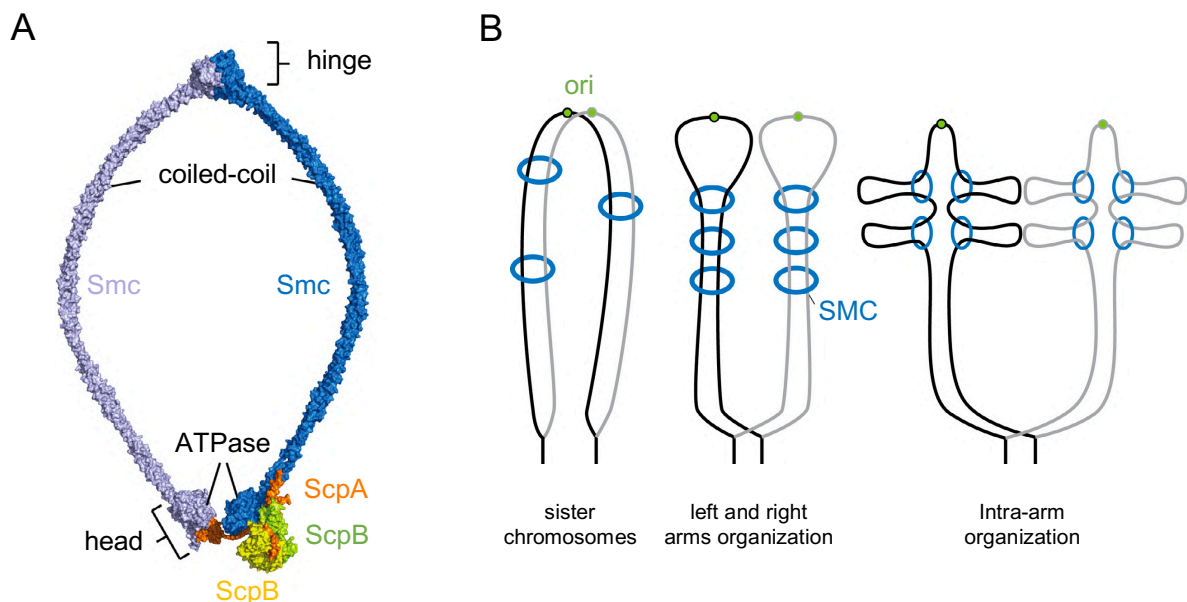 A
hinge
coiled-coil
Smc
Smc
ATPase
ScpA
ScpB
head
ScpB
B
ori
SMC
sister
chromosomes
left and right
arms organization
Intra-arm
organization